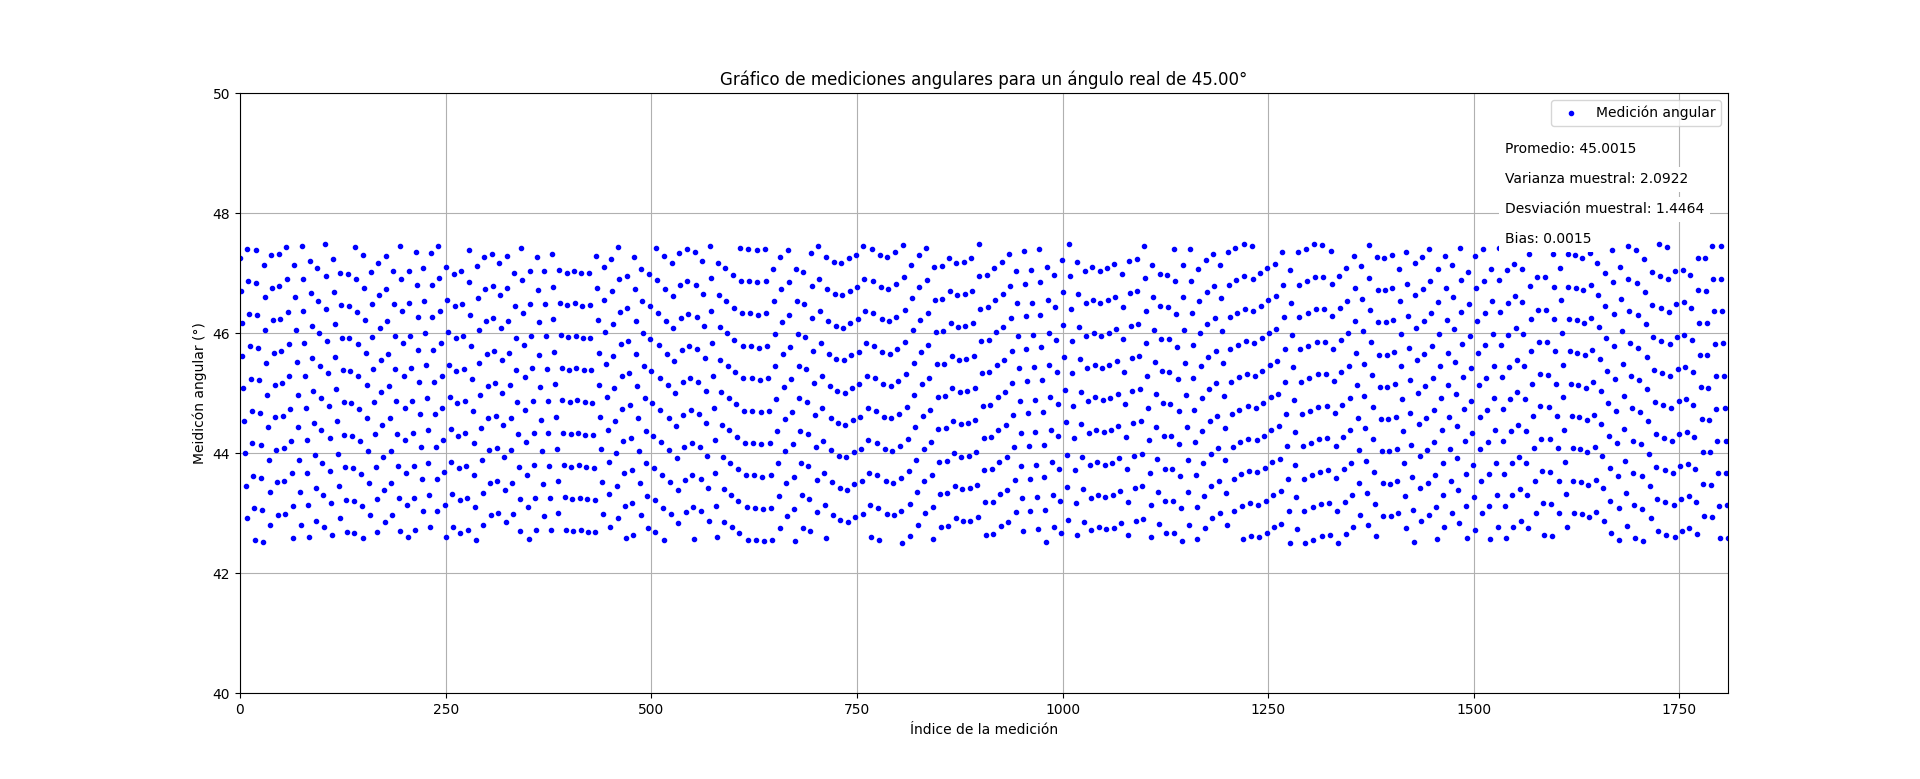 Gráfico de mediciones angulares para un ángulo real de 45.00°
Medición angular
Promedio: 45.0015
Varianza muestral: 2.0922
Desviación muestral: 1.4464
Bias: 0.0015
Meidicón angular (°)
50
48
46
44
42
40
0 250 500 750 1000 1250 1500 1750
Índice de la medición